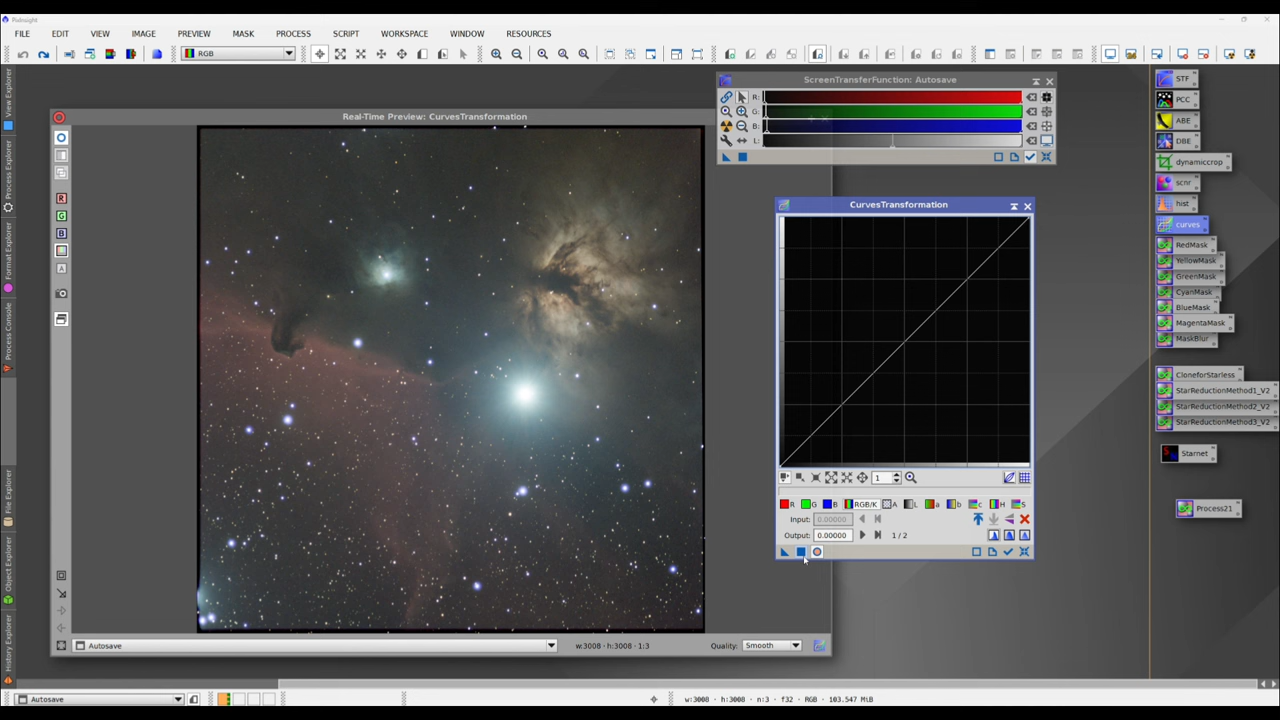 PixInsight
FILE EDIT VIEW IMAGE PREVIEW MASK PROCESS SCRIPT WORKSPACE WINDOW RESOURCES
RGB
View Explorer
Process Explorer
Format Explorer
Process Console
File Explorer
Object Explorer
History Explorer
ScreenTransferFunction: Autosave
R:
G:
B:
L:
Real-Time Preview: CurvesTransformation
R
G
B
A
Autosave w:3008 · h:3008 · 1:3 Quality: Smooth
CurvesTransformation
1
R G B RGB/K A L a b c H S
Input: 0.00000
Output: 0.00000 1 / 2
STF
PCC
ABE
DBE
dynamiccrop
scnr
hist
curves
RedMask
YellowMask
GreenMask
CyanMask
BlueMask
MagentaMask
MaskBlur
CloneforStarless
StarReductionMethod1_V2
StarReductionMethod2_V2
StarReductionMethod3_V2
Starnet
Process21
Autosave w:3008 · h:3008 · n:3 · f32 · RGB · 103.547 MiB